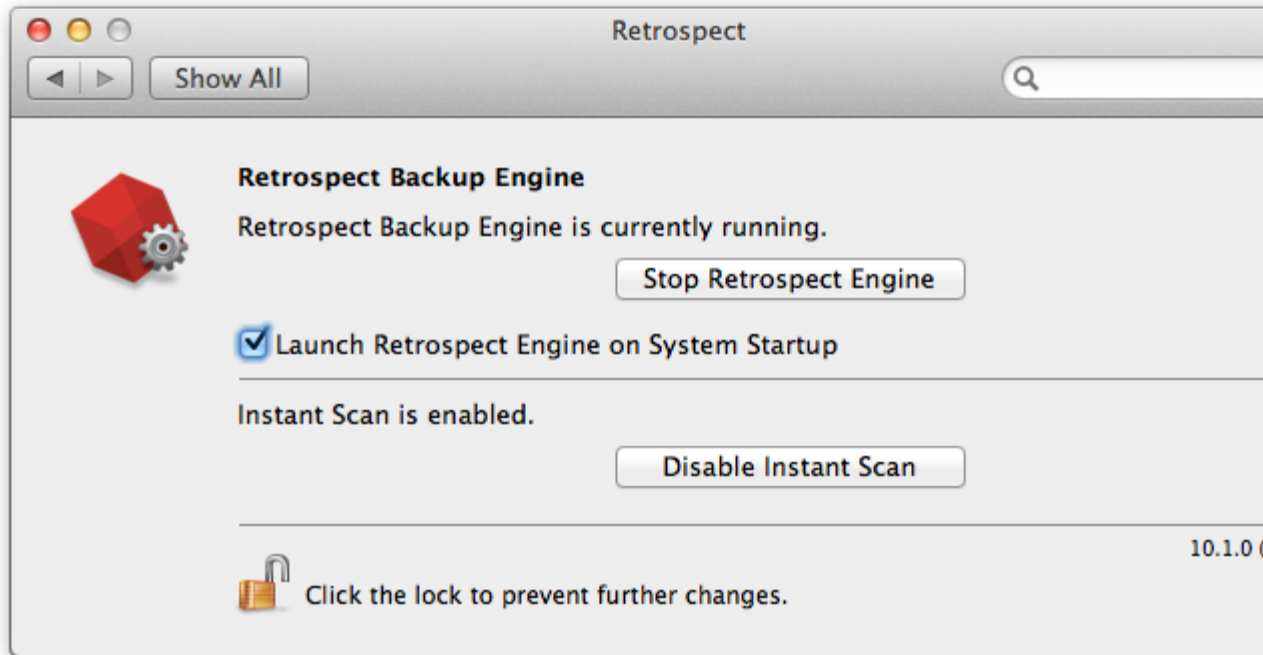 Retrospect
Show All
Retrospect Backup Engine
Retrospect Backup Engine is currently running.
Stop Retrospect Engine
Launch Retrospect Engine on System Startup
Instant Scan is enabled.
Disable Instant Scan
10.1.0 (
Click the lock to prevent further changes.